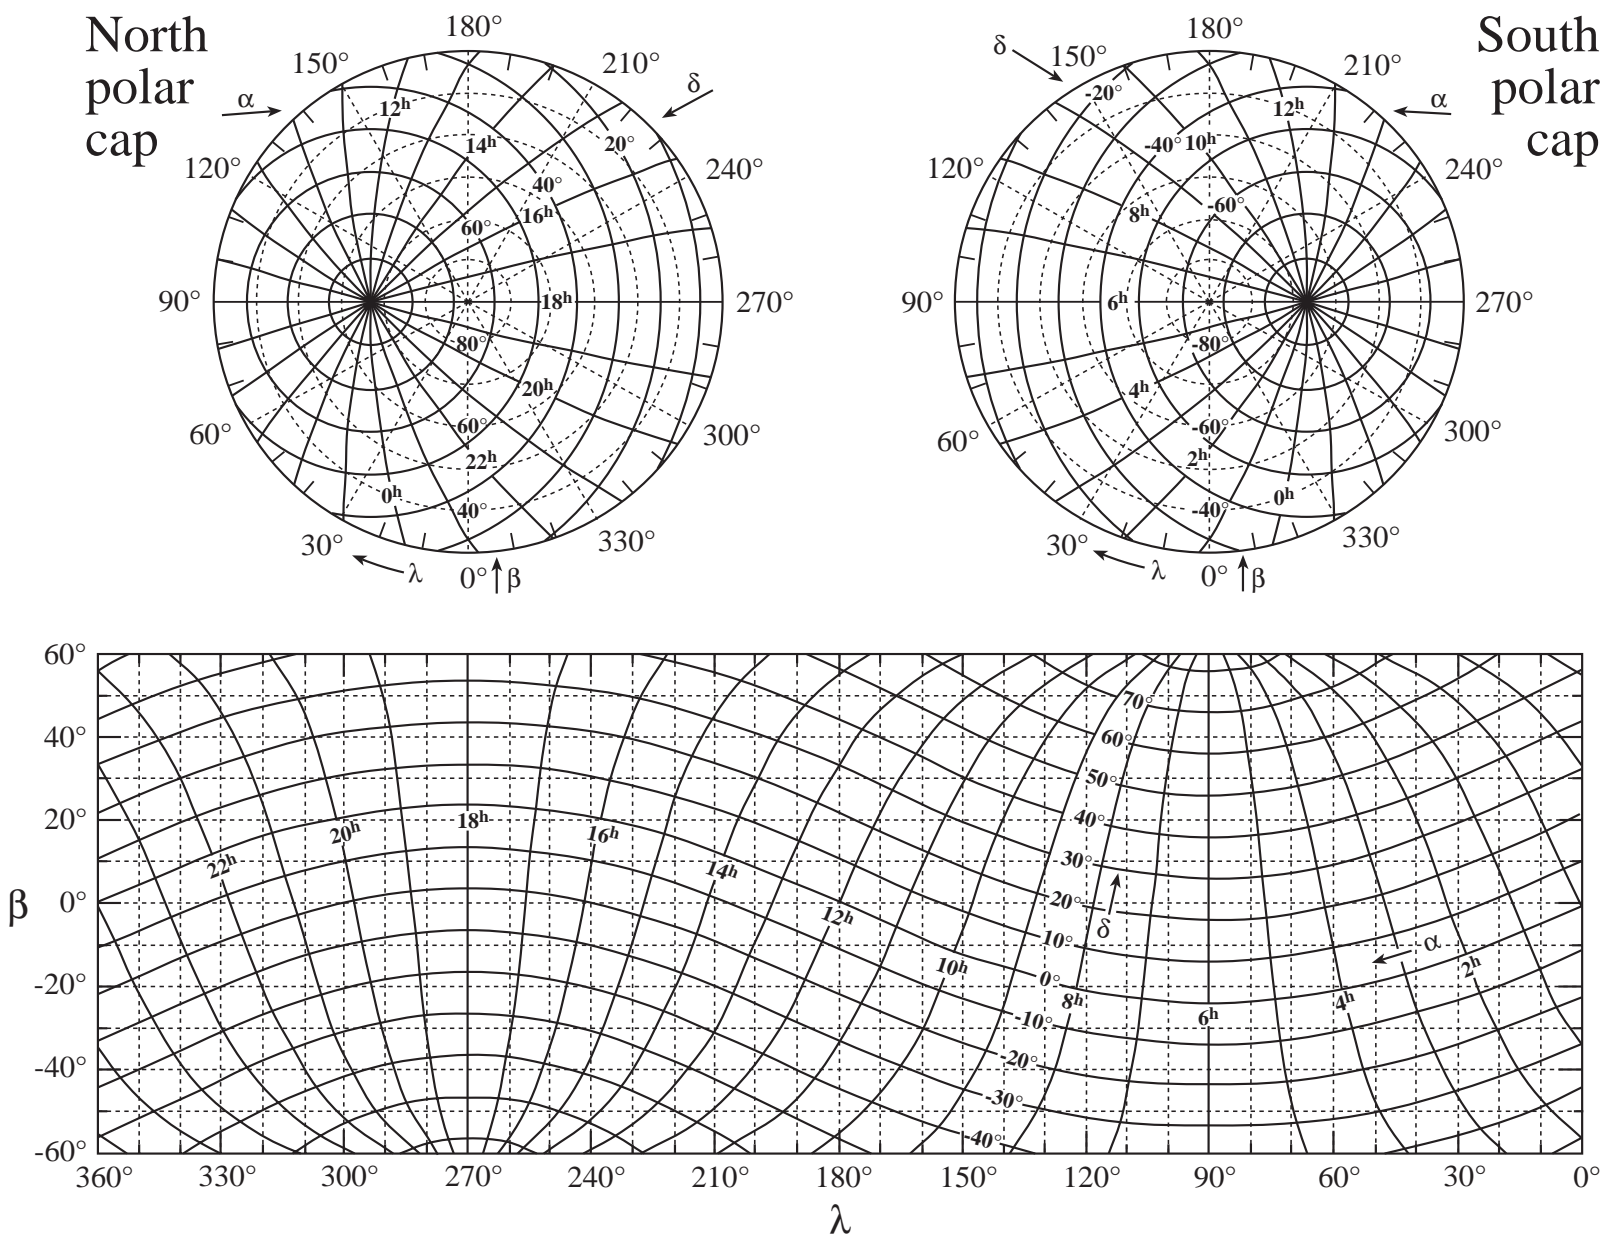 North
polar
cap
South
polar
cap
180°
150°
210°
α
δ
12h
20°
14h
120°
240°
40°
16h
60°
90°
18h
270°
80°
20h
60°
60°
300°
22h
0h
40°
30°
330°
λ
0°
β
180°
δ
150°
210°
-20°
12h
α
-40°
10h
120°
240°
-60°
8h
90°
6h
270°
-80°
4h
60°
-60°
300°
2h
0h
-40°
30°
330°
λ
0°
β
60°
40°
20°
0°
-20°
-40°
-60°
β
70°
60°
50°
40°
30°
20°
10°
0°
-10°
-20°
-30°
-40°
22h
20h
18h
16h
14h
12h
10h
8h
6h
4h
2h
δ
α
360° 330° 300° 270° 240° 210° 180° 150° 120° 90° 60° 30° 0°
λ